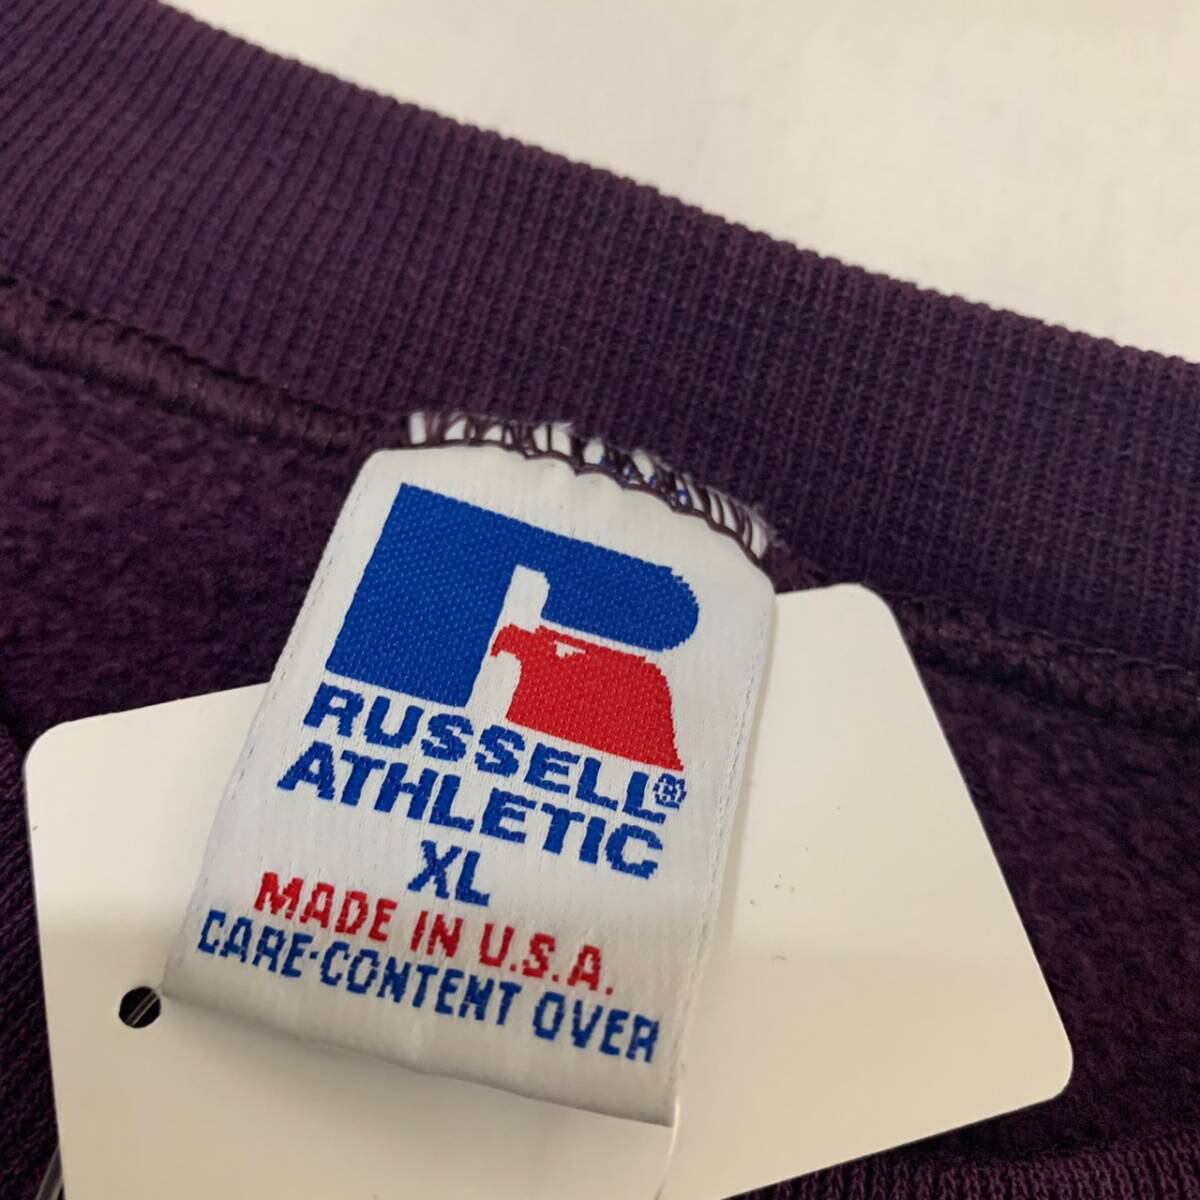 RUSSELL®
ATHLETIC
XL
MADE IN U.S.A.
CARE-CONTENT OVER